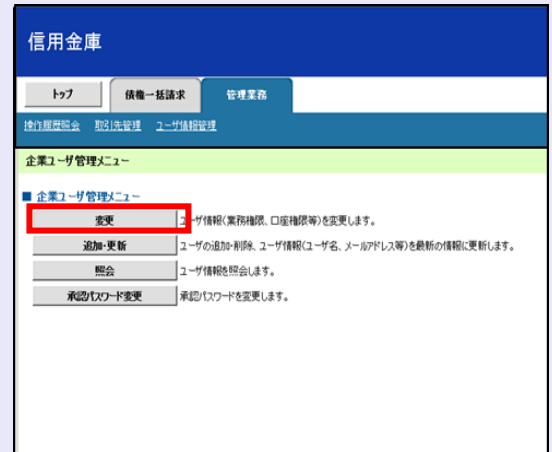 信用金庫
トップ 債権一括請求 管理業務
操作履歴照会 取引先管理 ユーザ情報管理
企業ユーザ管理メニュー
■ 企業ユーザ管理メニュー
変更 ユーザ情報(業務権限、口座権限等)を変更します。
追加・更新 ユーザの追加・削除、ユーザ情報(ユーザ名、メールアドレス等)を最新の情報に更新します。
照会 ユーザ情報を照会します。
承認パスワード変更 承認パスワードを変更します。